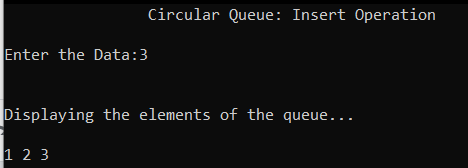 Circular Queue: Insert Operation
Enter the Data:3
Displaying the elements of the queue...
1 2 3